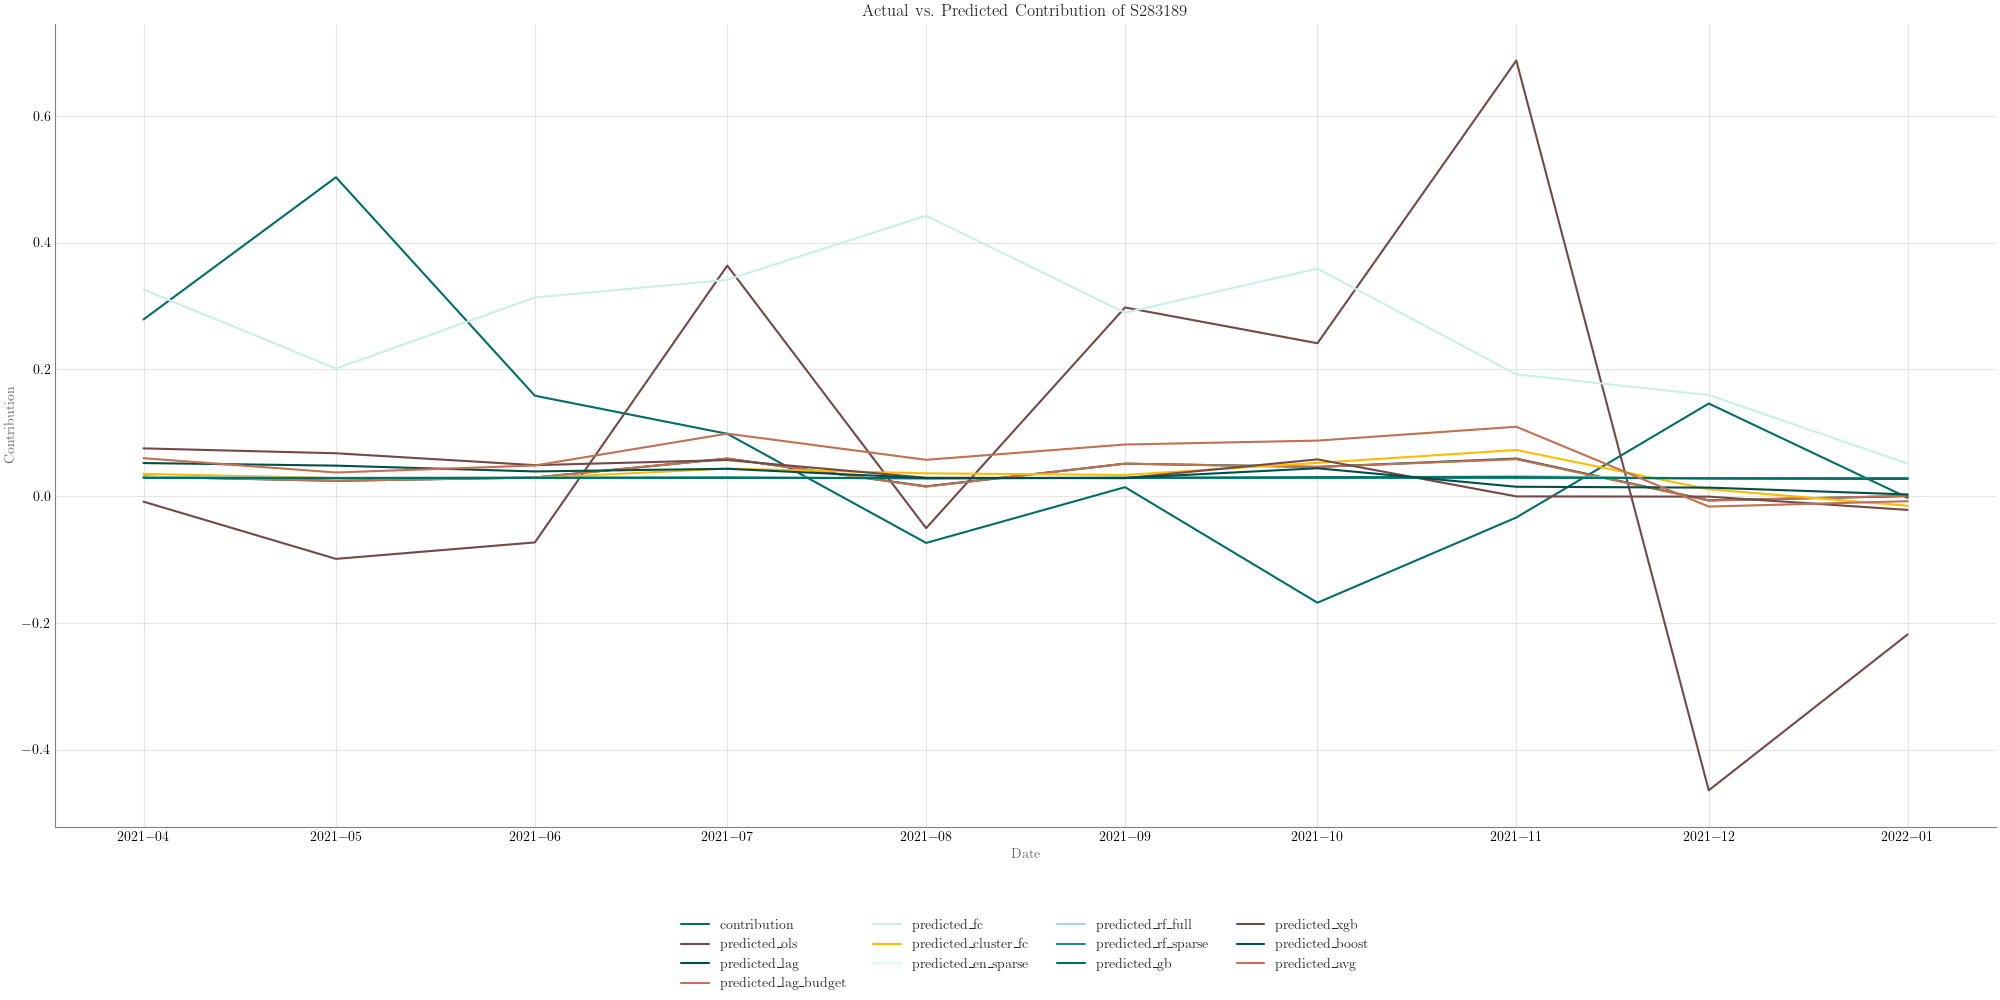 Actual vs. Predicted Contribution of S283189
Contribution
0.6
0.4
0.2
0.0
−0.2
−0.4
2021−04 2021−05 2021−06 2021−07 2021−08 2021−09 2021−10 2021−11 2021−12 2022−01
Date
contribution predicted_fc predicted_rf_full predicted_xgb
predicted_ols predicted_cluster_fc predicted_rf_sparse predicted_boost
predicted_lag predicted_en_sparse predicted_gb predicted_avg
predicted_lag_budget